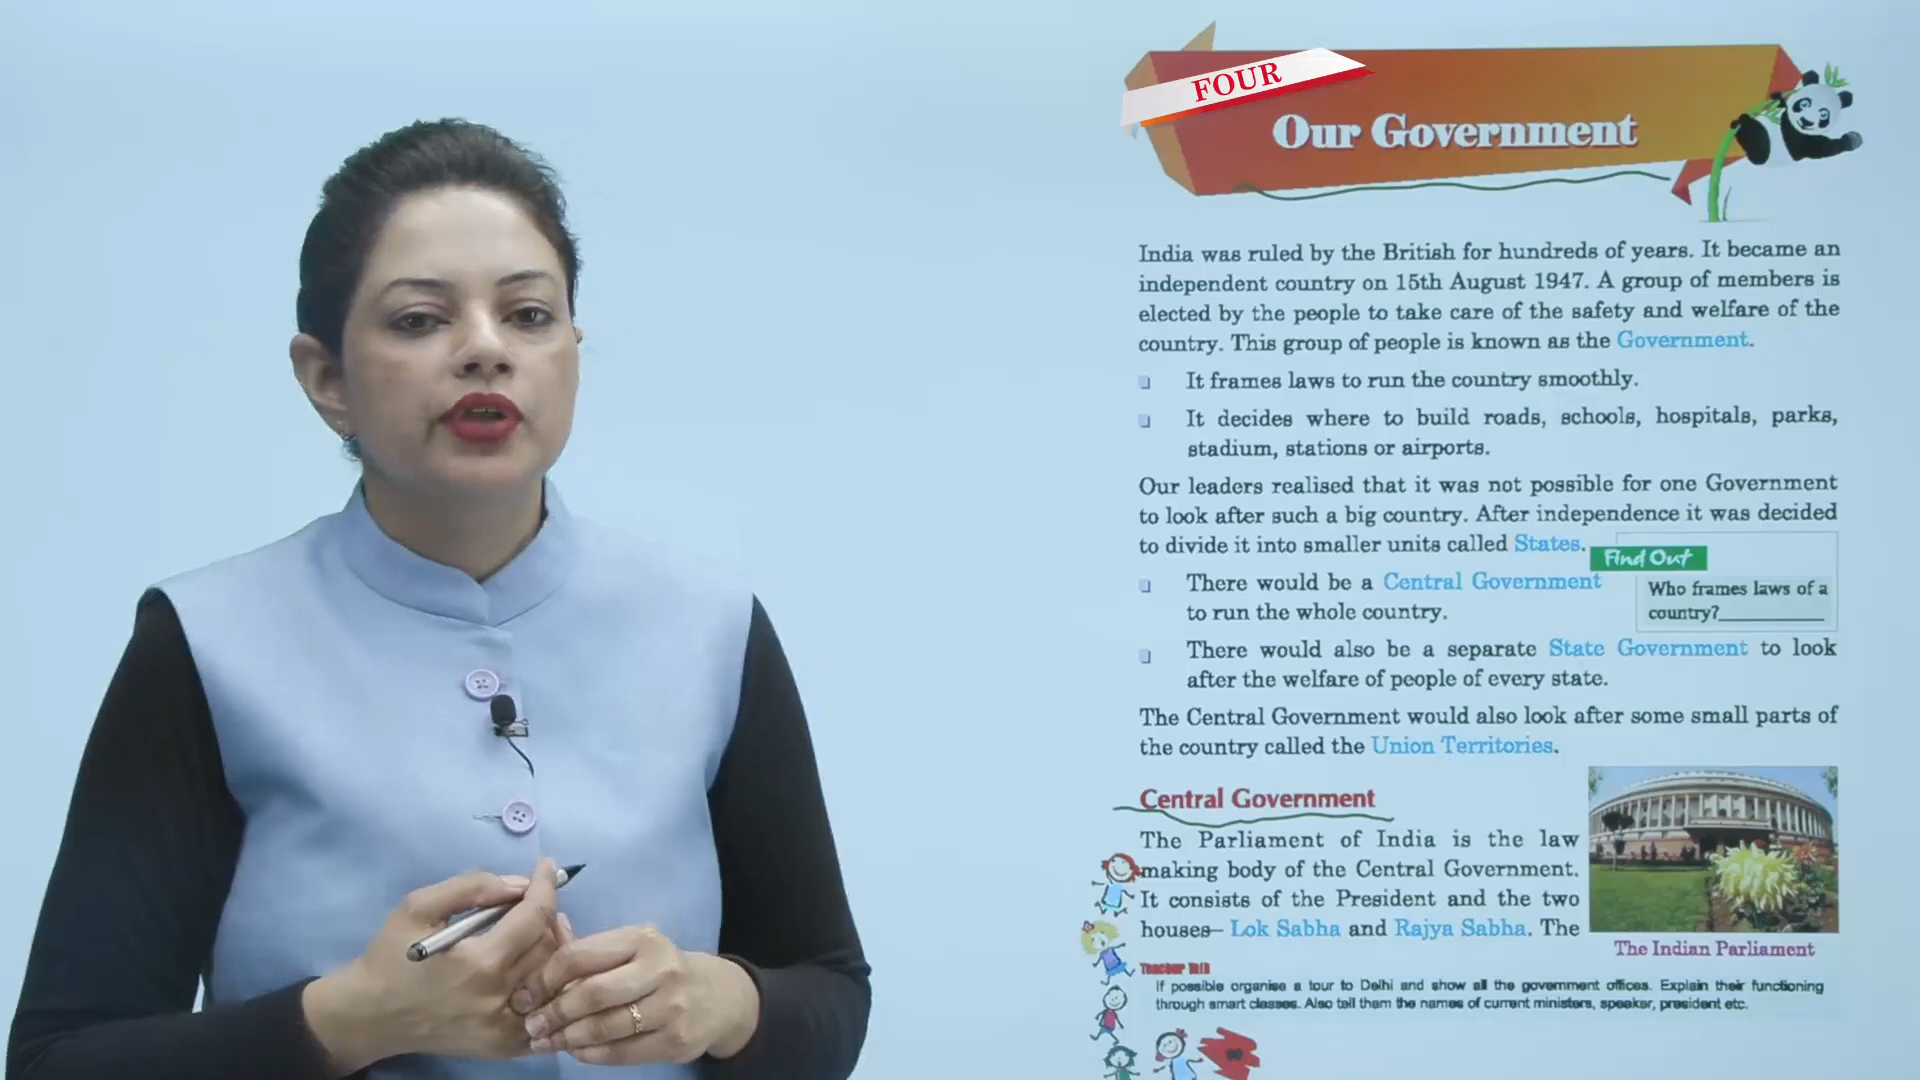 FOUR
Our Government
India was ruled by the British for hundreds of years. It became an
independent country on 15th August 1947. A group of members is
elected by the people to take care of the safety and welfare of the
country. This group of people is known as the Government.
It frames laws to run the country smoothly.
It decides where to build roads, schools, hospitals, parks,
stadium, stations or airports.
Our leaders realised that it was not possible for one Government
to look after such a big country. After independence it was decided
to divide it into smaller units called States.
Find Out
Who frames laws of a
country?____________
There would be a Central Government
to run the whole country.
There would also be a separate State Government to look
after the welfare of people of every state.
The Central Government would also look after some small parts of
the country called the Union Territories.
Central Government
The Parliament of India is the law
making body of the Central Government.
It consists of the President and the two
houses– Lok Sabha and Rajya Sabha. The
The Indian Parliament
Teacher Talk
If possible organise a tour to Delhi and show all the government offices. Explain their functioning
through smart classes. Also tell them the names of current ministers, speaker, president etc.